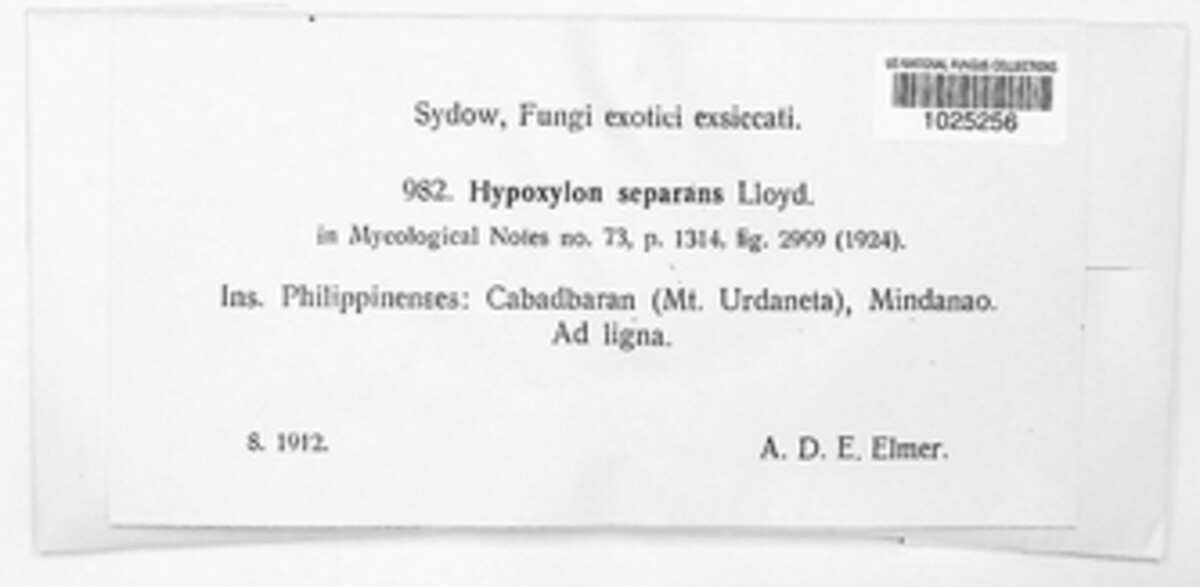 US NATIONAL FUNGUS COLLECTIONS
1025256
Sydow, Fungi exotici exsiccati.
982. Hypoxylon separans Lloyd.
in Mycological Notes no. 73, p. 1314, fig. 2909 (1924).
Ins. Philippinenses: Cabadbaran (Mt. Urdaneta), Mindanao.
Ad ligna.
8. 1912.
A. D. E. Elmer.